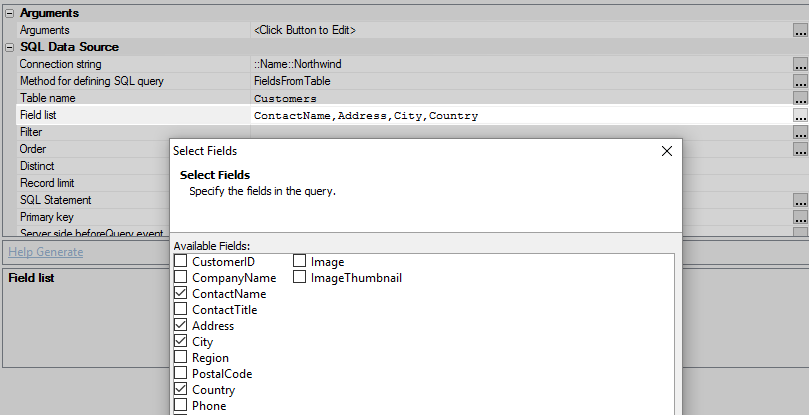 Arguments
Arguments <Click Button to Edit> ...
SQL Data Source
Connection string ::Name::Northwind ...
Method for defining SQL query FieldsFromTable ...
Table name Customers ...
Field list ContactName,Address,City,Country ...
Filter ...
Order ...
Distinct
Record limit
SQL Statement ...
Primary key ...
Server side beforeQuery event ...
Help Generate
Field list
Select Fields
Select Fields
Specify the fields in the query.
Available Fields:
CustomerID
CompanyName
ContactName
ContactTitle
Address
City
Region
PostalCode
Country
Phone
Image
ImageThumbnail